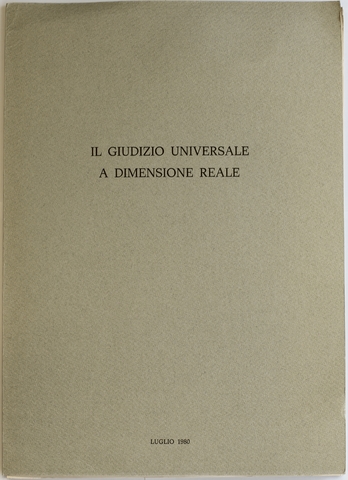 IL GIUDIZIO UNIVERSALE
A DIMENSIONE REALE
LUGLIO 1980